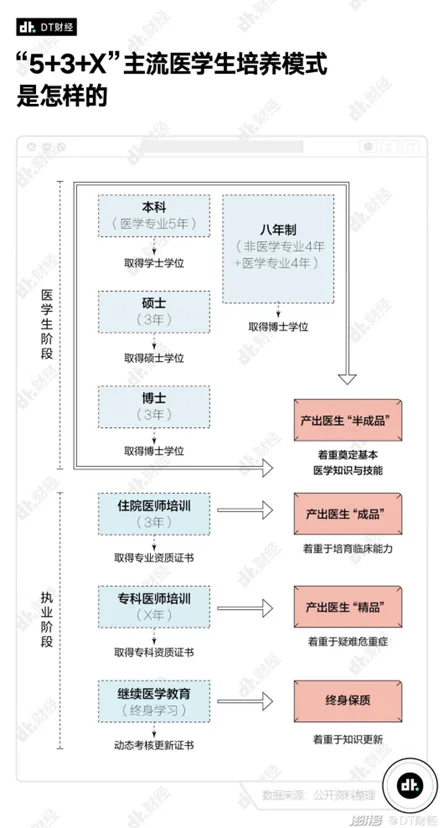 dt. DT财经
“5+3+X”主流医学生培养模式
是怎样的
医学生阶段
本科
（医学专业5年）
取得学士学位
八年制
（非医学专业4年
+医学专业4年）
取得博士学位
硕士
（3年）
取得硕士学位
博士
（3年）
取得博士学位
产出医生“半成品”
着重奠定基本
医学知识与技能
执业阶段
住院医师培训
（3年）
取得专业资质证书
产出医生“成品”
着重于培育临床能力
专科医师培训
（X年）
取得专科资质证书
产出医生“精品”
着重于疑难危重症
继续医学教育
（终身学习）
动态考核更新证书
终身保质
着重于知识更新
dt.
数据来源：公开资料整理
澎湃 @DT财经